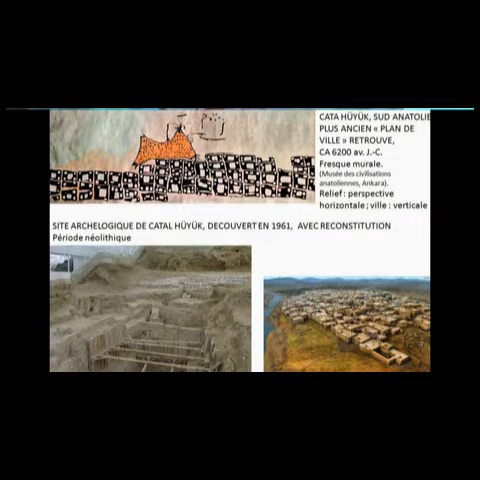 CATA HÜYÜK, SUD ANATOLIE
PLUS ANCIEN « PLAN DE
VILLE » RETROUVE,
CA 6200 av. J.-C.
Fresque murale.
(Musée des civilisations
anatoliennes, Ankara).
Relief : perspective
horizontale ; ville : verticale
SITE ARCHELOGIQUE DE CATAL HÜYÜK, DECOUVERT EN 1961, AVEC RECONSTITUTION
Période néolithique